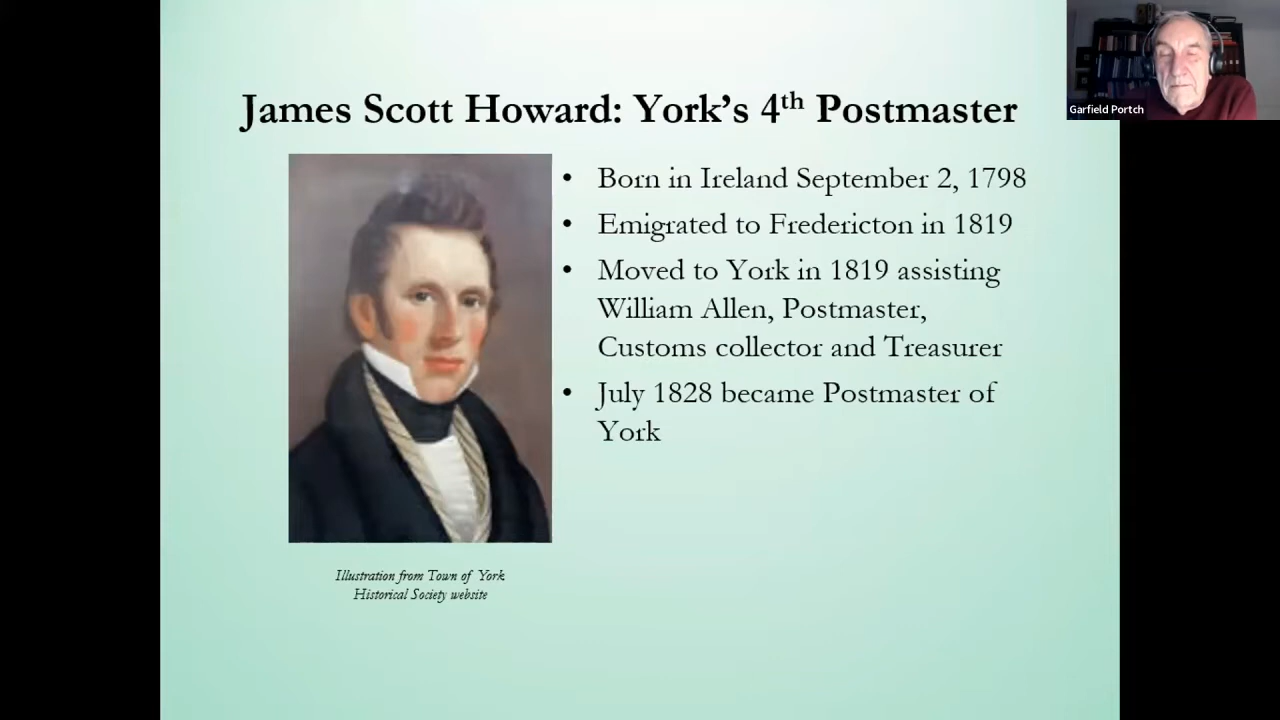 Garfield Portch
James Scott Howard: York's 4th Postmaster
• Born in Ireland September 2, 1798
• Emigrated to Fredericton in 1819
• Moved to York in 1819 assisting
William Allen, Postmaster,
Customs collector and Treasurer
• July 1828 became Postmaster of
York
Illustration from Town of York
Historical Society website